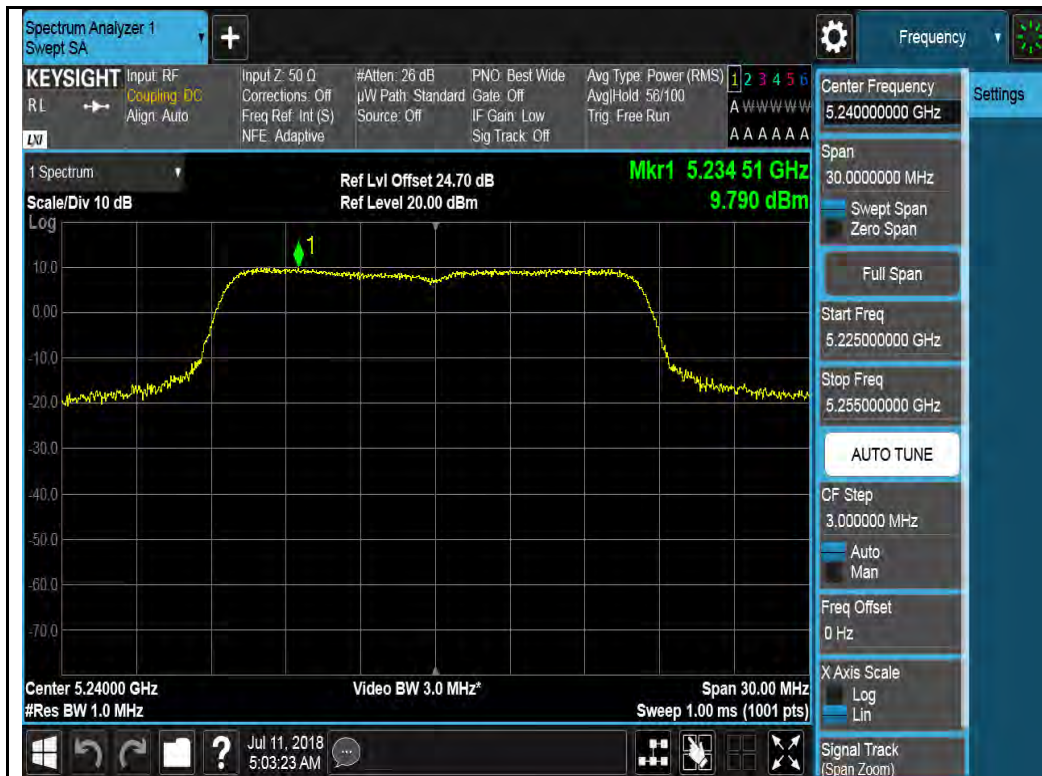 Spectrum Analyzer 1
Swept SA
+
Frequency
KEYSIGHT
RL
LXI
Input: RF
Coupling: DC
Align: Auto
Input Z: 50 Ω
Corrections: Off
Freq Ref: Int (S)
NFE: Adaptive
#Atten: 26 dB
µW Path: Standard
Source: Off
PNO: Best Wide
Gate: Off
IF Gain: Low
Sig Track: Off
Avg Type: Power (RMS)
Avg|Hold: 56/100
Trig: Free Run
1 2 3 4 5 6
A W W W W W
A A A A A A
1 Spectrum
Scale/Div 10 dB
Ref Lvl Offset 24.70 dB
Ref Level 20.00 dBm
Mkr1 5.234 51 GHz
9.790 dBm
Log
1
10.0
0.00
-10.0
-20.0
-30.0
-40.0
-50.0
-60.0
-70.0
Center 5.24000 GHz
#Res BW 1.0 MHz
Video BW 3.0 MHz*
Span 30.00 MHz
Sweep 1.00 ms (1001 pts)
?
Jul 11, 2018
5:03:23 AM
Center Frequency
5.240000000 GHz
Span
30.0000000 MHz
Swept Span
Zero Span
Full Span
Start Freq
5.225000000 GHz
Stop Freq
5.255000000 GHz
AUTO TUNE
CF Step
3.000000 MHz
Auto
Man
Freq Offset
0 Hz
X Axis Scale
Log
Lin
Signal Track
(Span Zoom)
Settings